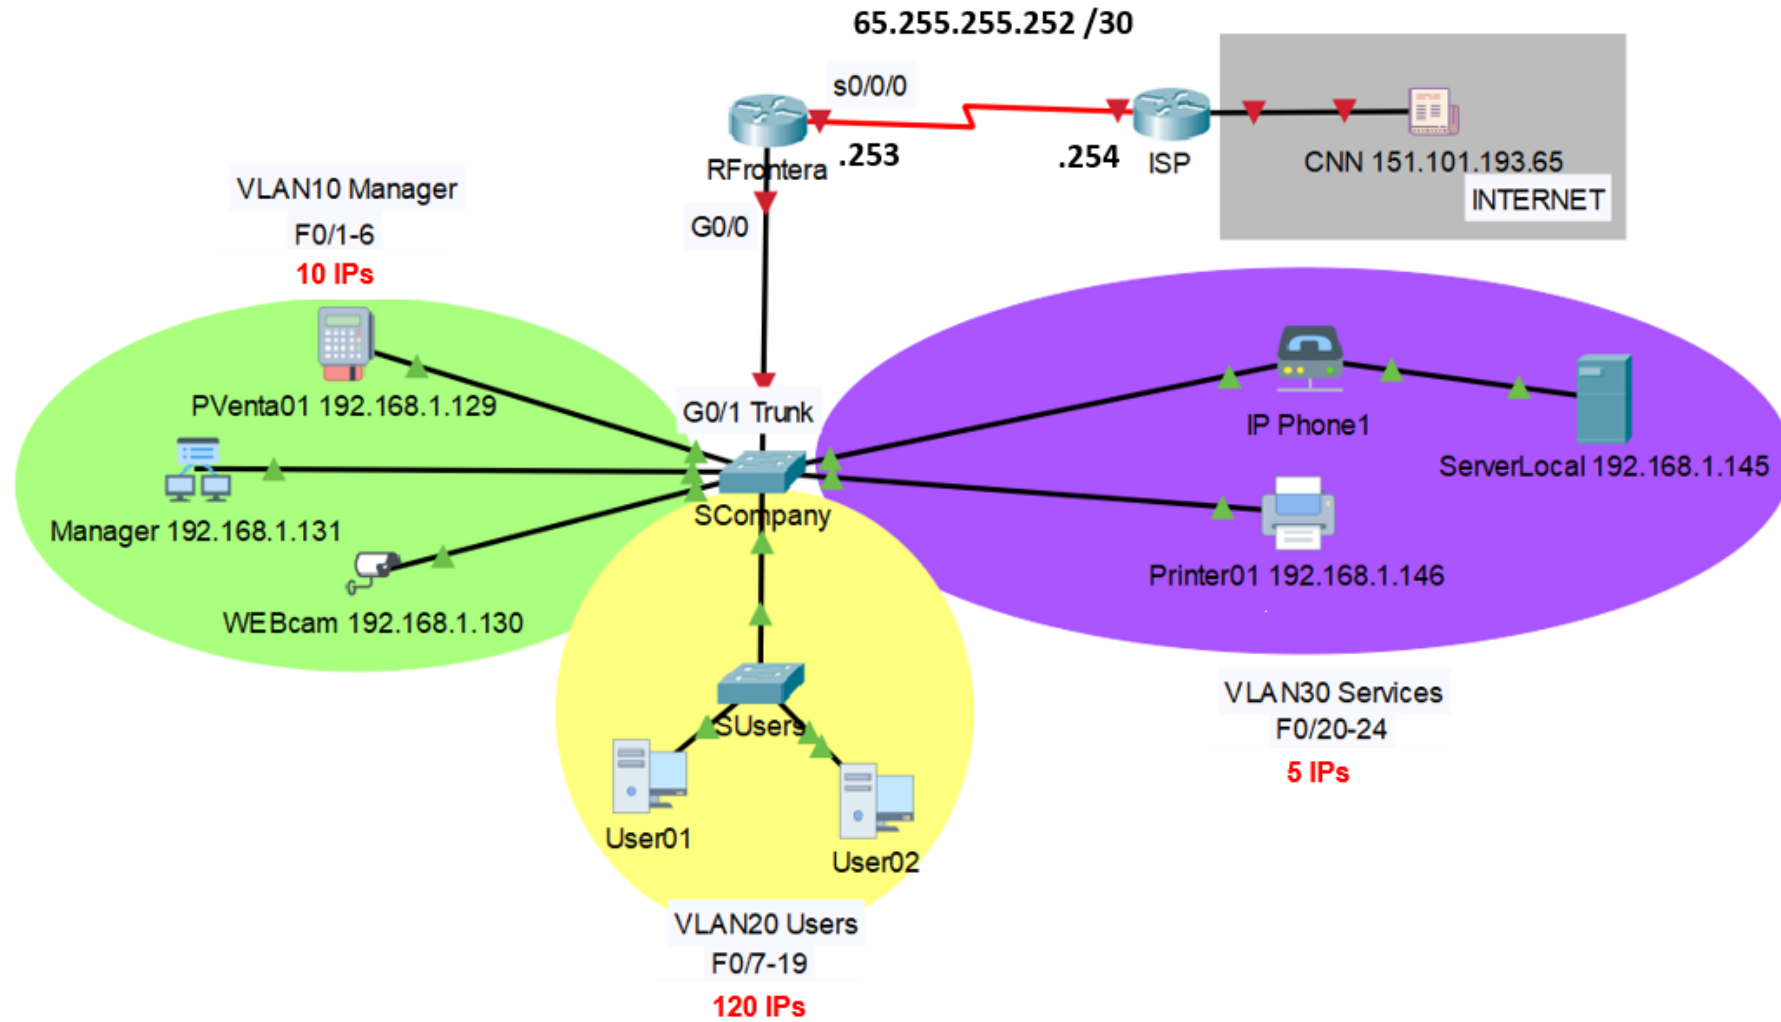 65.255.255.252 /30
s0/0/0
.253
.254
RFrontera
ISP
CNN 151.101.193.65
INTERNET
G0/0
VLAN10 Manager
F0/1-6
10 IPs
PVenta01 192.168.1.129
Manager 192.168.1.131
WEBcam 192.168.1.130
G0/1 Trunk
SCompany
IP Phone1
ServerLocal 192.168.1.145
Printer01 192.168.1.146
VLAN30 Services
F0/20-24
5 IPs
SUsers
User01
User02
VLAN20 Users
F0/7-19
120 IPs